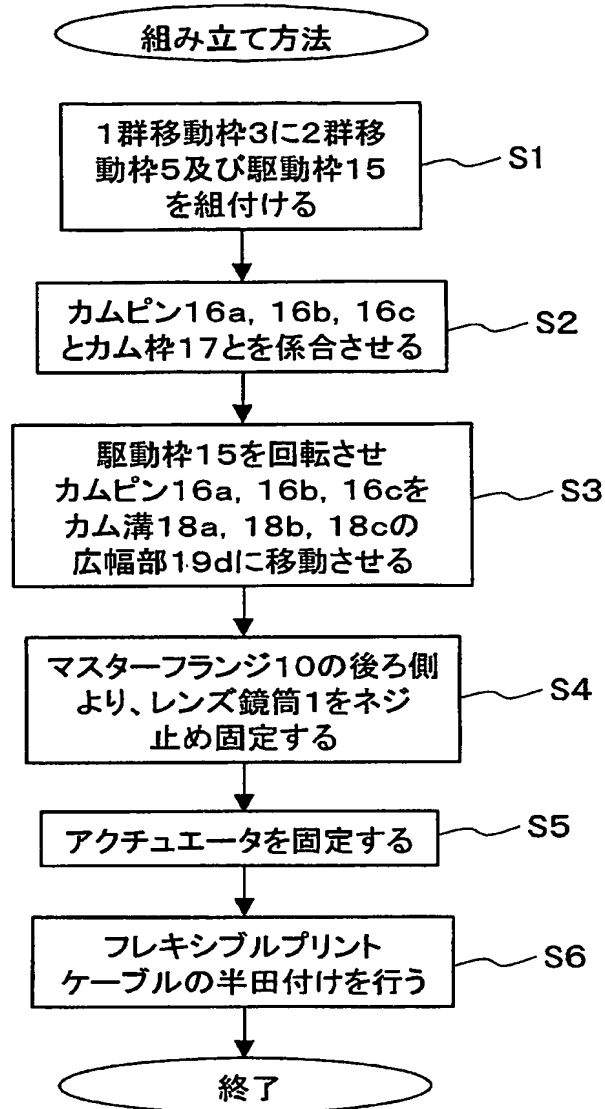 組み立て方法
1群移動枠3に2群移
動枠5及び駆動枠15
を組付ける
S1
カムピン16a, 16b, 16c
とカム枠17とを係合させる
S2
駆動枠15を回転させ
カムピン16a, 16b, 16cを
カム溝18a, 18b, 18cの
広幅部19dに移動させる
S3
マスターフランジ10の後ろ側
より、レンズ鏡筒1をネジ
止め固定する
S4
アクチュエータを固定する
S5
フレキシブルプリント
ケーブルの半田付けを行う
S6
終了